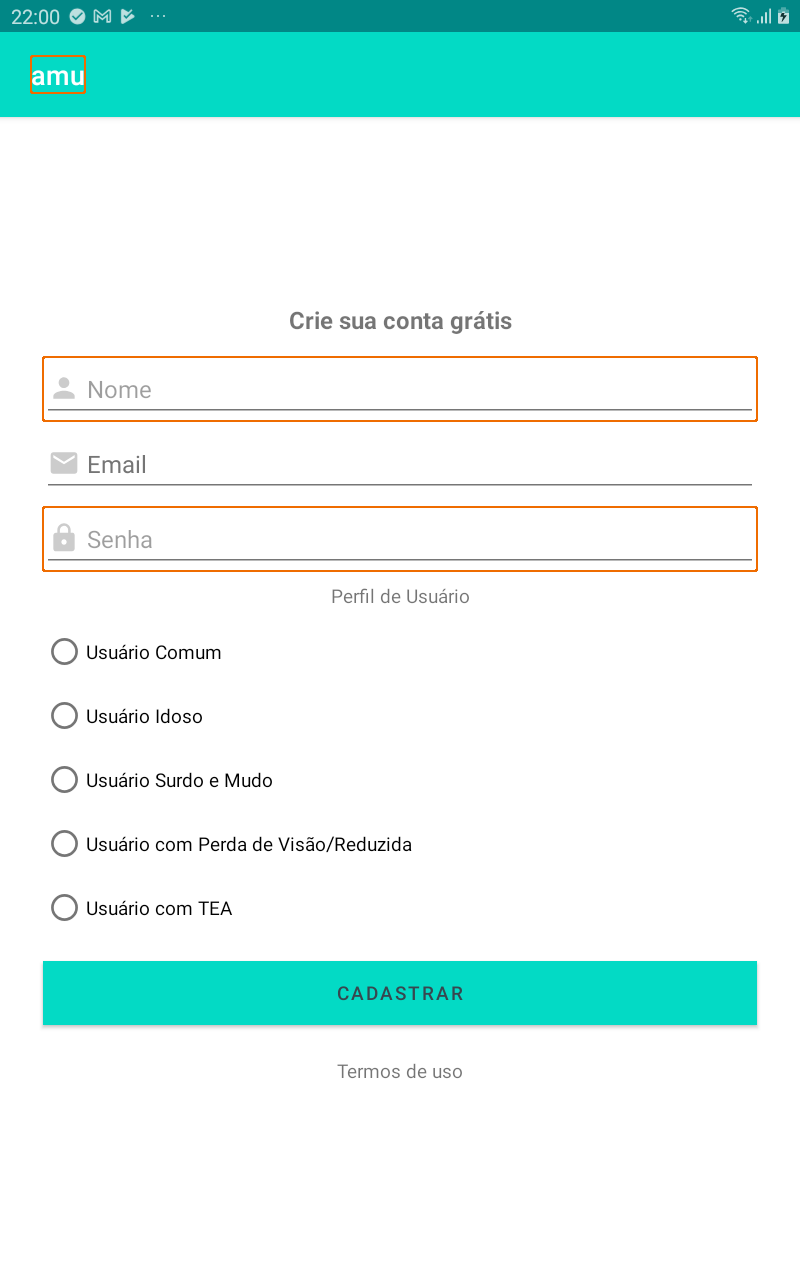 22:00
amu
Crie sua conta grátis
Nome
Email
Senha
Perfil de Usuário
Usuário Comum
Usuário Idoso
Usuário Surdo e Mudo
Usuário com Perda de Visão/Reduzida
Usuário com TEA
CADASTRAR
Termos de uso